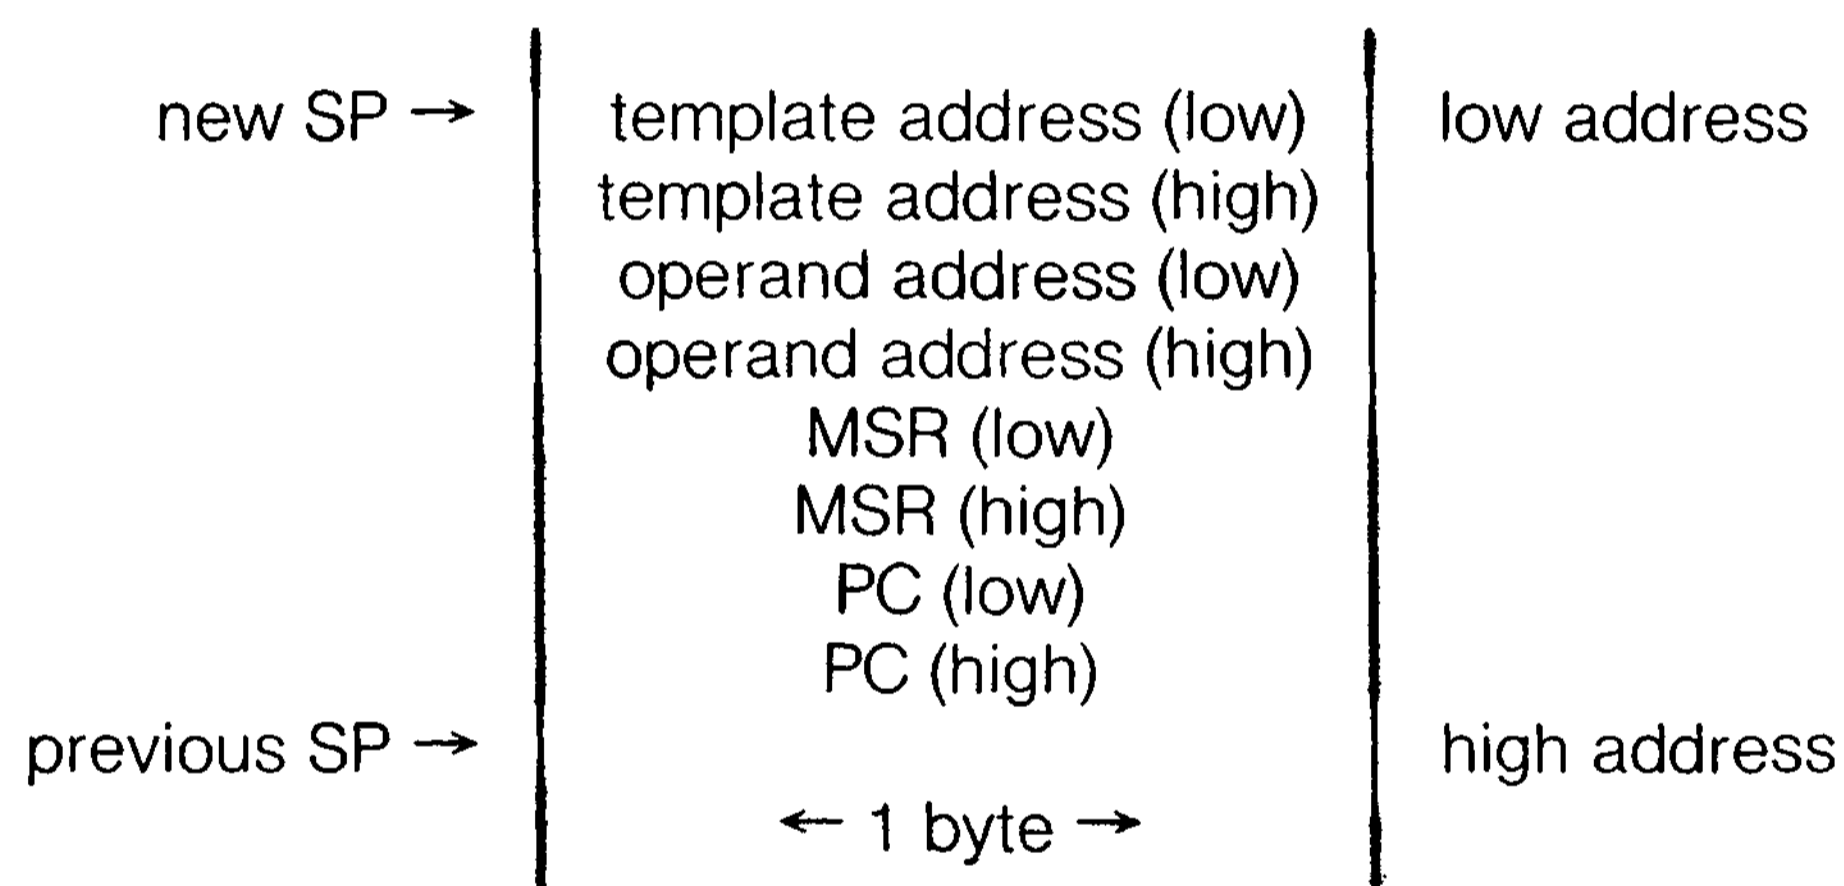 new SP → template address (low) low address
template address (high)
operand address (low)
operand address (high)
MSR (low)
MSR (high)
PC (low)
PC (high)
previous SP → high address
← 1 byte →